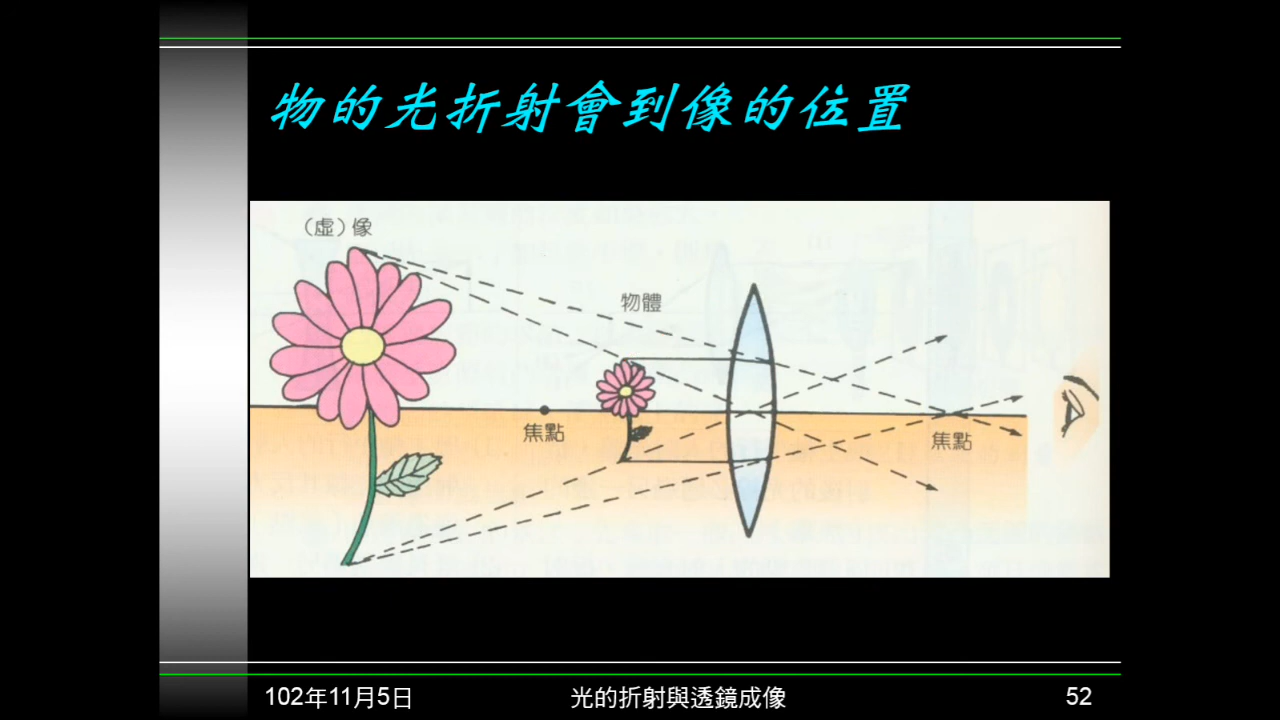 物的光折射會到像的位置
（虛）像
物體
焦點
焦點
102年11月5日
光的折射與透鏡成像
52